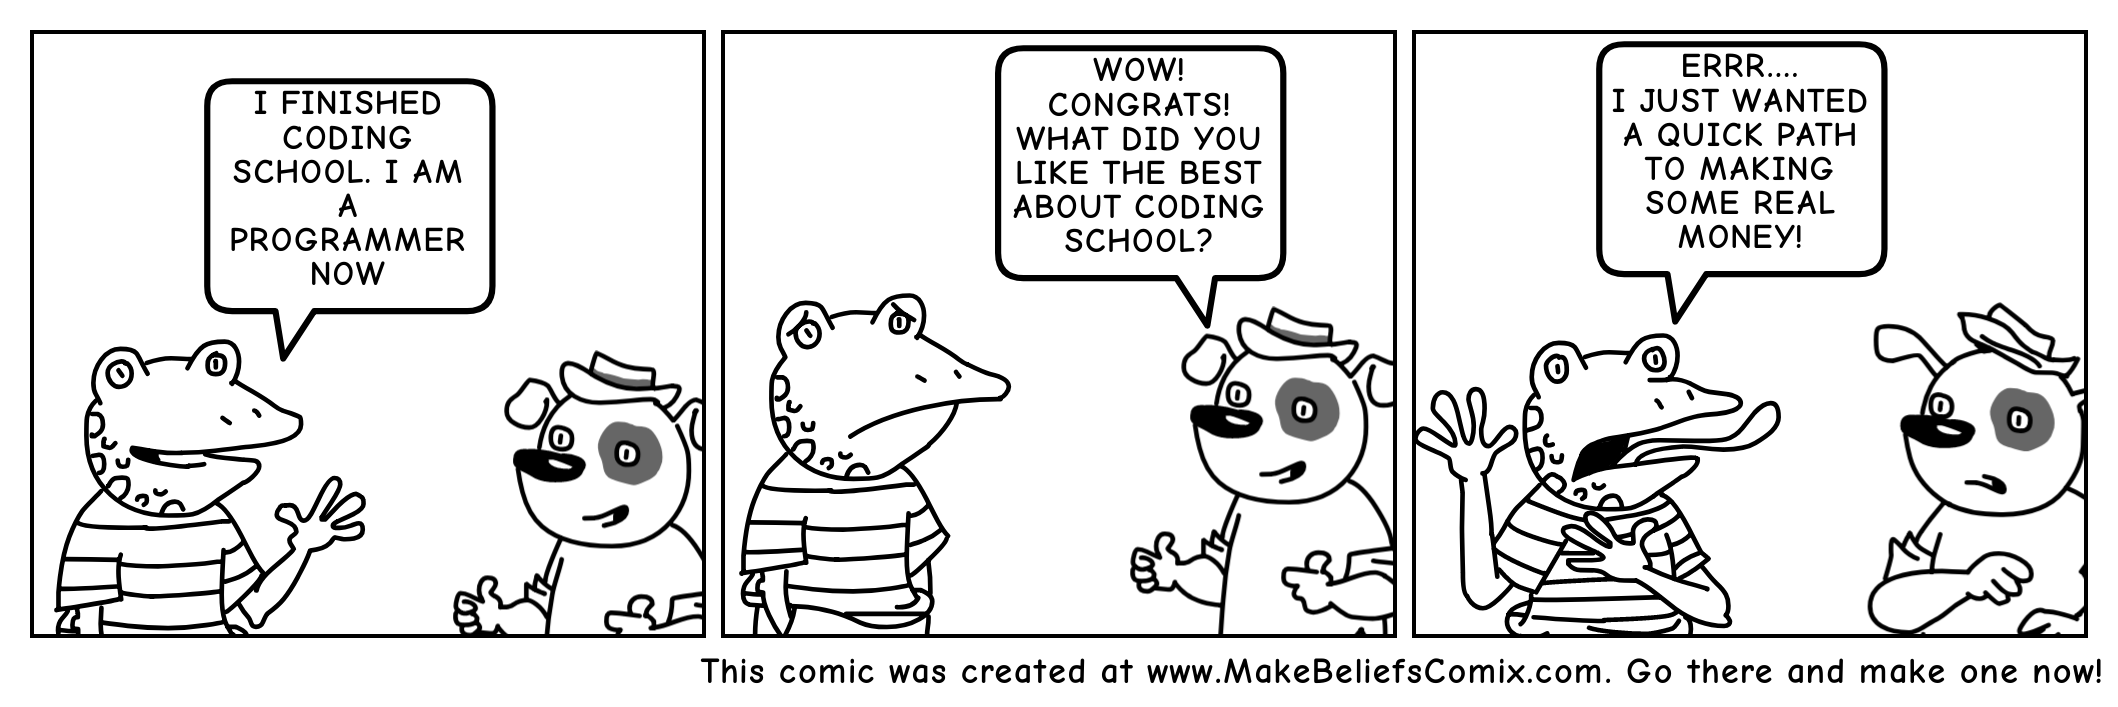 I FINISHED
CODING
SCHOOL. I AM
A
PROGRAMMER
NOW
WOW!
CONGRATS!
WHAT DID YOU
LIKE THE BEST
ABOUT CODING
SCHOOL?
ERRR....
I JUST WANTED
A QUICK PATH
TO MAKING
SOME REAL
MONEY!
This comic was created at www.MakeBeliefsComix.com. Go there and make one now!